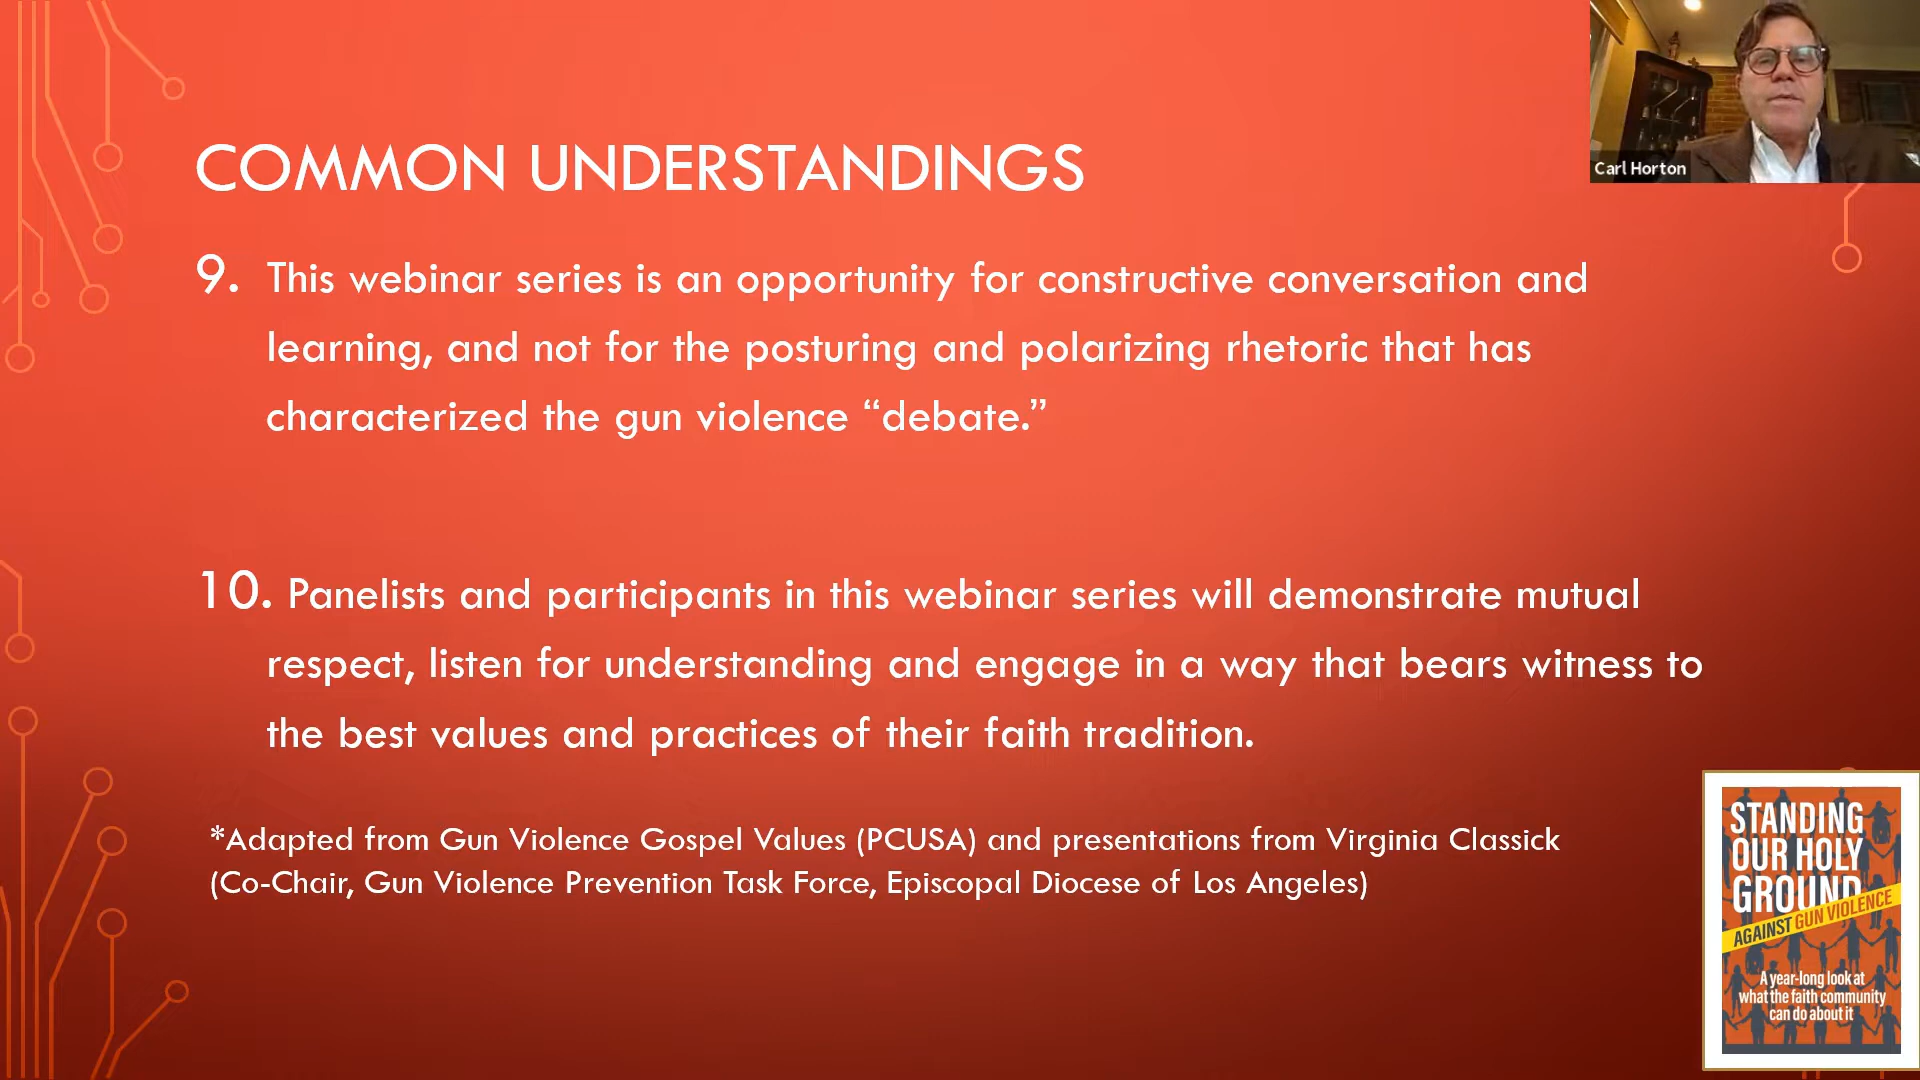 COMMON UNDERSTANDINGS
9. This webinar series is an opportunity for constructive conversation and
learning, and not for the posturing and polarizing rhetoric that has
characterized the gun violence “debate.”
10. Panelists and participants in this webinar series will demonstrate mutual
respect, listen for understanding and engage in a way that bears witness to
the best values and practices of their faith tradition.
*Adapted from Gun Violence Gospel Values (PCUSA) and presentations from Virginia Classick
(Co-Chair, Gun Violence Prevention Task Force, Episcopal Diocese of Los Angeles)
Carl Horton
STANDING
OUR HOLY
GROUND
AGAINST GUN VIOLENCE
A year-long look at
what the faith community
can do about it